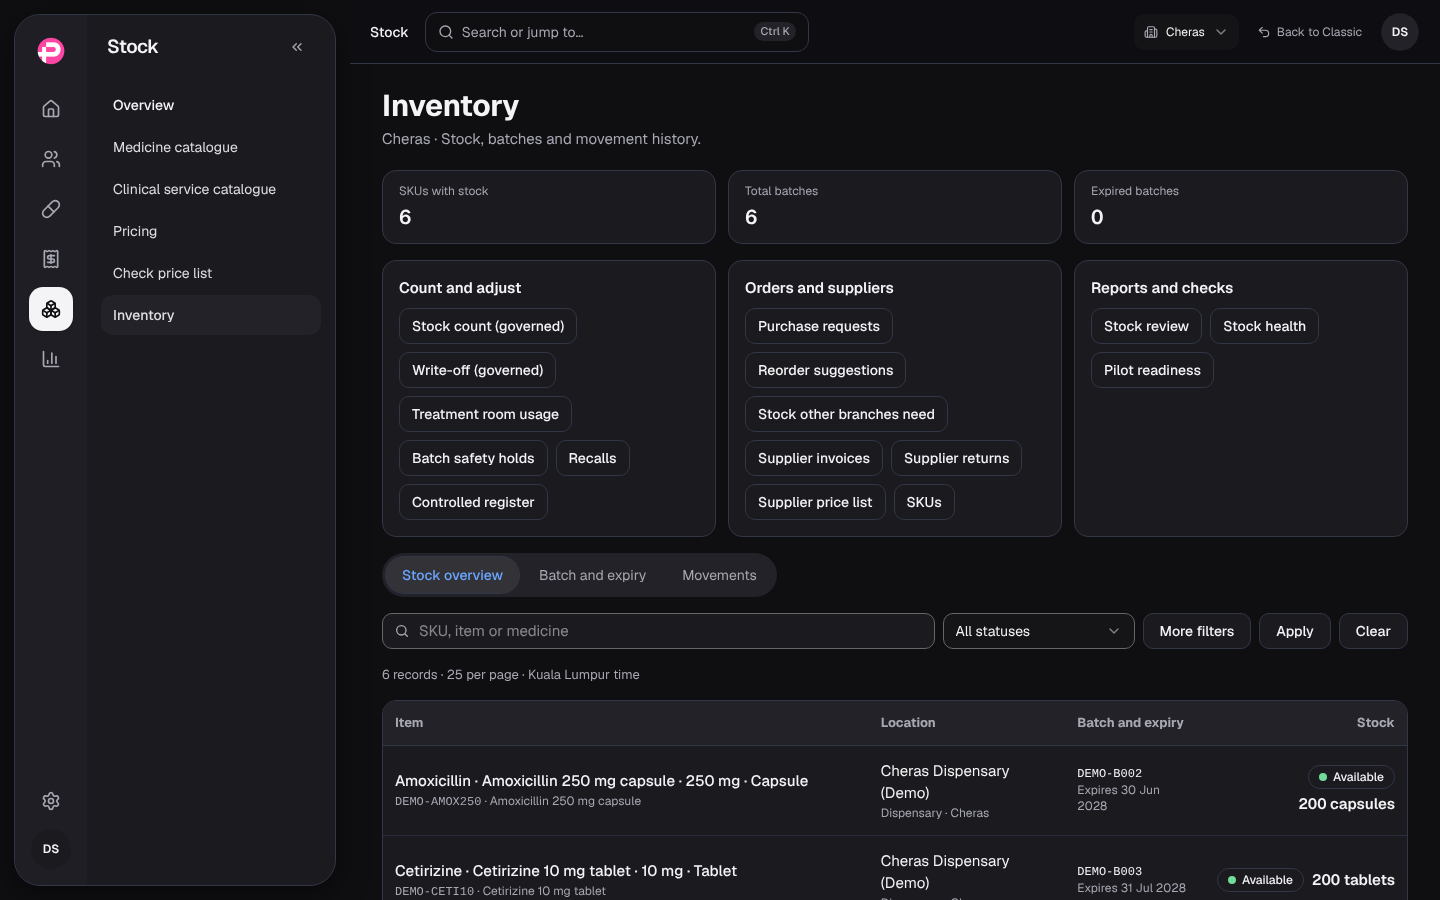 Stock
Overview
Medicine catalogue
Clinical service catalogue
Pricing
Check price list
Inventory
DS
Stock
Search or jump to...
Ctrl K
Cheras
Back to Classic
DS
Inventory
Cheras · Stock, batches and movement history.
SKUs with stock
6
Total batches
6
Expired batches
0
Count and adjust
Stock count (governed)
Write-off (governed)
Treatment room usage
Batch safety holds
Recalls
Controlled register
Orders and suppliers
Purchase requests
Reorder suggestions
Stock other branches need
Supplier invoices
Supplier returns
Supplier price list
SKUs
Reports and checks
Stock review
Stock health
Pilot readiness
Stock overview
Batch and expiry
Movements
SKU, item or medicine
All statuses
More filters
Apply
Clear
6 records · 25 per page · Kuala Lumpur time
Item
Location
Batch and expiry
Stock
Amoxicillin · Amoxicillin 250 mg capsule · 250 mg · Capsule
DEMO-AMOX250 · Amoxicillin 250 mg capsule
Cheras Dispensary
(Demo)
Dispensary · Cheras
DEMO-B002
Expires 30 Jun
2028
Available
200 capsules
Cetirizine · Cetirizine 10 mg tablet · 10 mg · Tablet
DEMO-CETI10 · Cetirizine 10 mg tablet
Cheras Dispensary
(Demo)
DEMO-B003
Expires 31 Jul 2028
Available
200 tablets